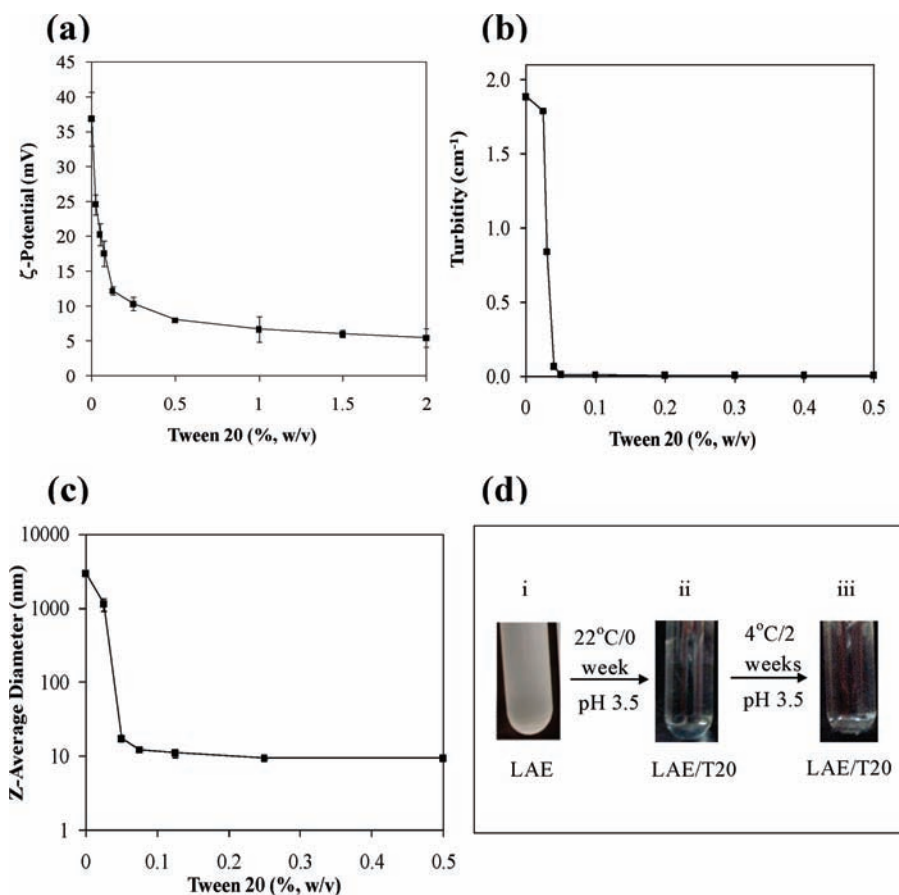 (a)
45
40
35
30
25
20
15
10
5
0
ζ-Potential (mV)
0 0.5 1 1.5 2
Tween 20 (%, w/v)
(b)
2.0
1.5
1.0
0.5
0.0
Turbitity (cm⁻¹)
0 0.1 0.2 0.3 0.4 0.5
Tween 20 (%, w/v)
(c)
10000
1000
100
10
1
Z-Average Diameter (nm)
0 0.1 0.2 0.3 0.4 0.5
Tween 20 (%, w/v)
(d)
i ii iii
22°C/0
week
pH 3.5
4°C/2
weeks
pH 3.5
LAE LAE/T20 LAE/T20